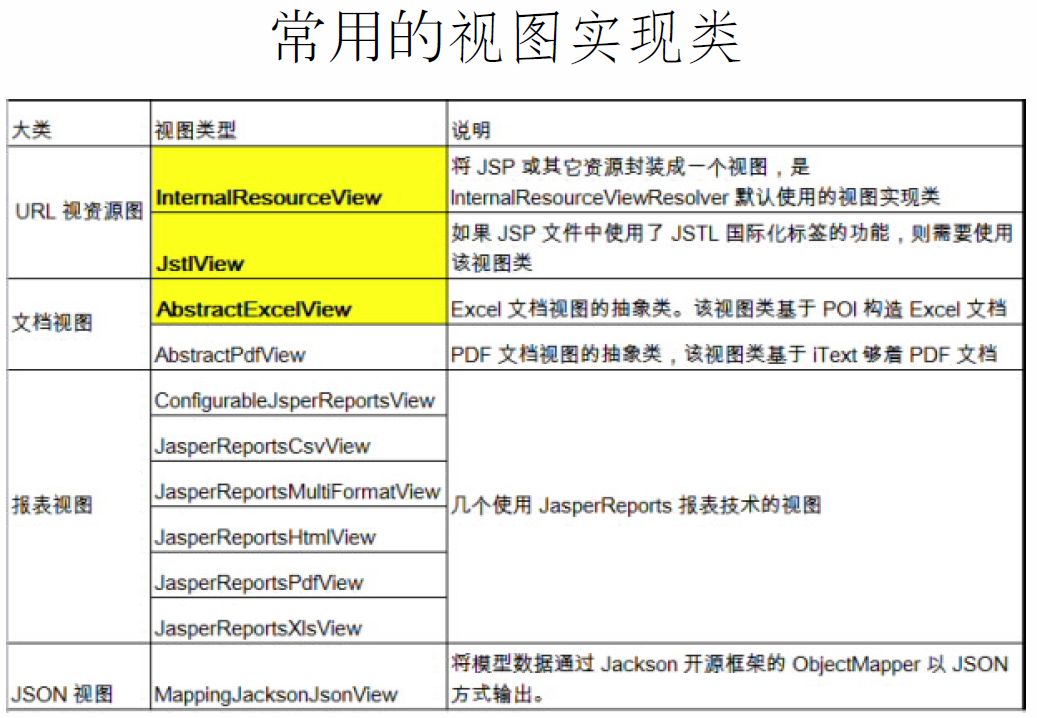 常用的视图实现类
大类
视图类型
说明
URL 视资源图
InternalResourceView
将 JSP 或其它资源封装成一个视图，是
InternalResourceViewResolver 默认使用的视图实现类
JstlView
如果 JSP 文件中使用了 JSTL 国际化标签的功能，则需要使用
该视图类
文档视图
AbstractExcelView
Excel 文档视图的抽象类。该视图类基于 POI 构造 Excel 文档
AbstractPdfView
PDF 文档视图的抽象类，该视图类基于 iText 够着 PDF 文档
报表视图
ConfigurableJsperReportsView
JasperReportsCsvView
JasperReportsMultiFormatView
JasperReportsHtmlView
JasperReportsPdfView
JasperReportsXlsView
几个使用 JasperReports 报表技术的视图
JSON 视图
MappingJacksonJsonView
将模型数据通过 Jackson 开源框架的 ObjectMapper 以 JSON
方式输出。